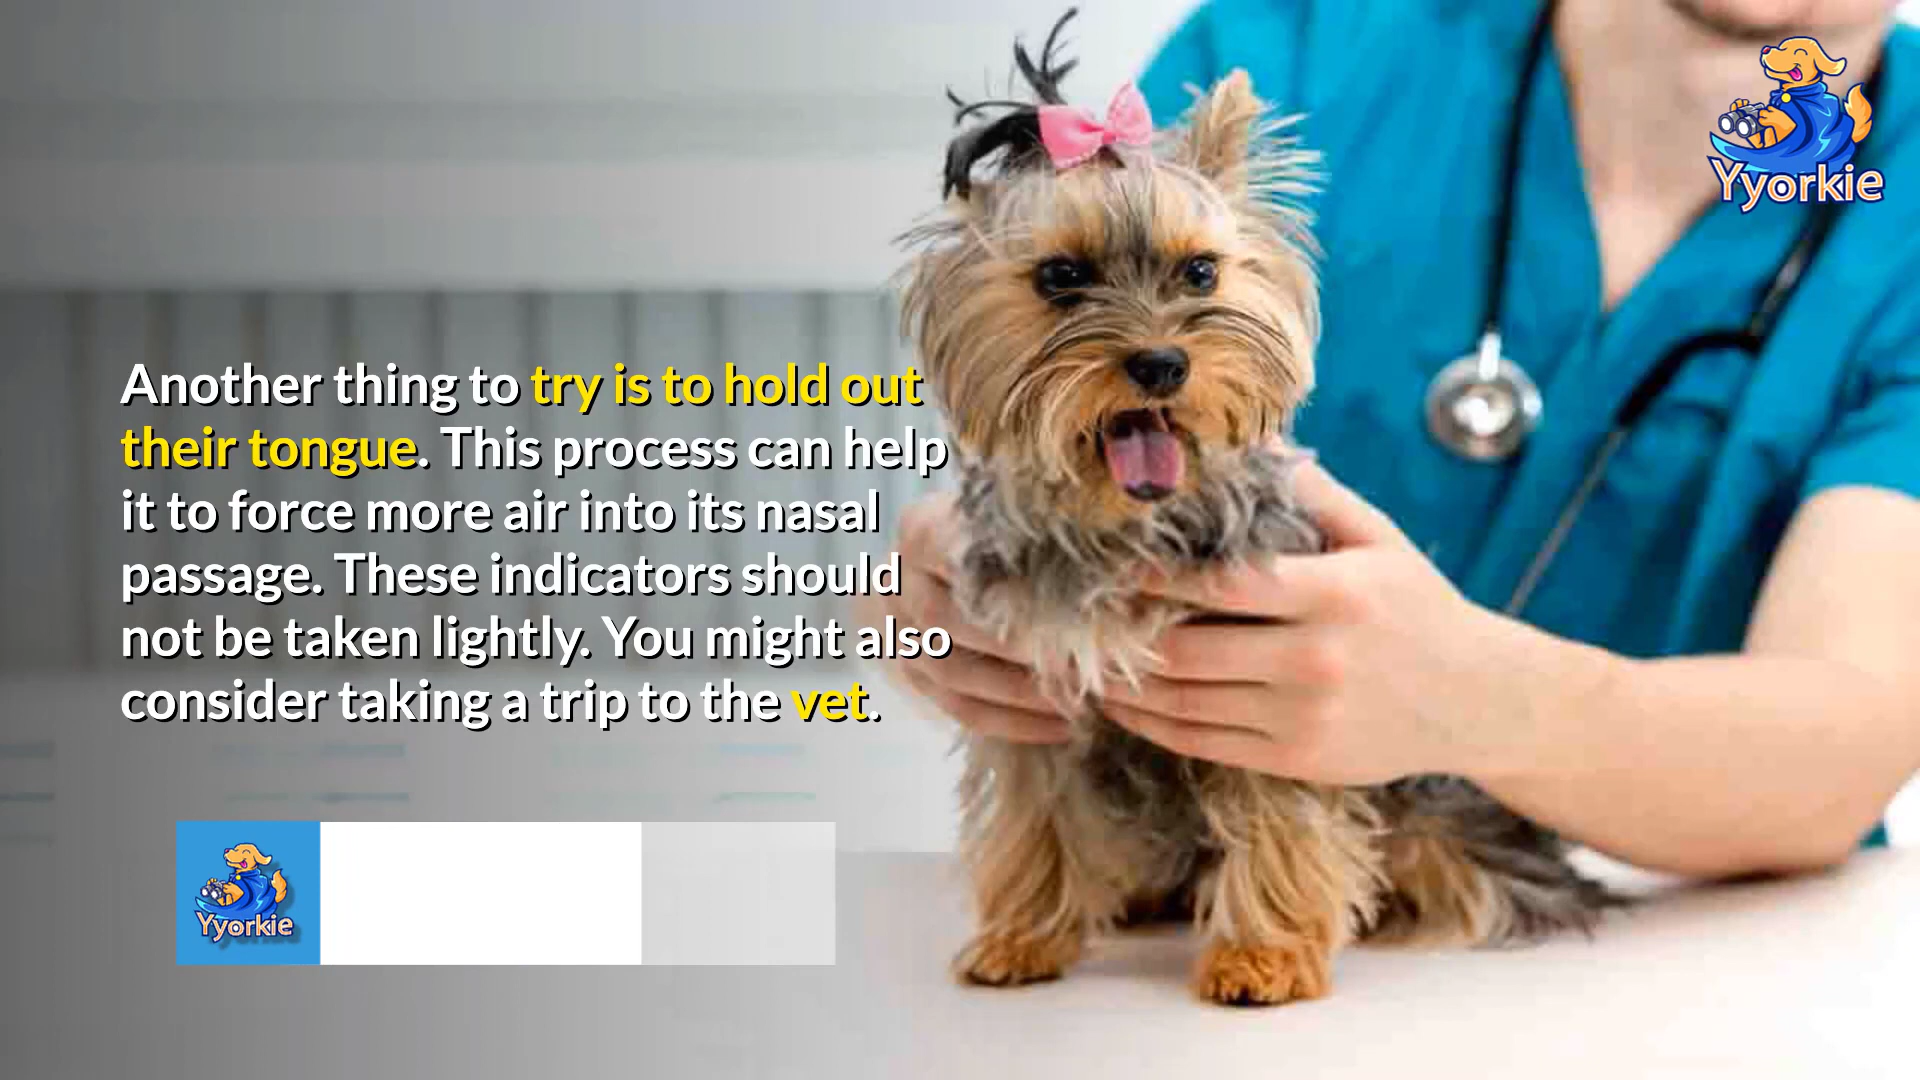 Yyorkie
Another thing to try is to hold out
their tongue. This process can help
it to force more air into its nasal
passage. These indicators should
not be taken lightly. You might also
consider taking a trip to the vet.
Yyorkie